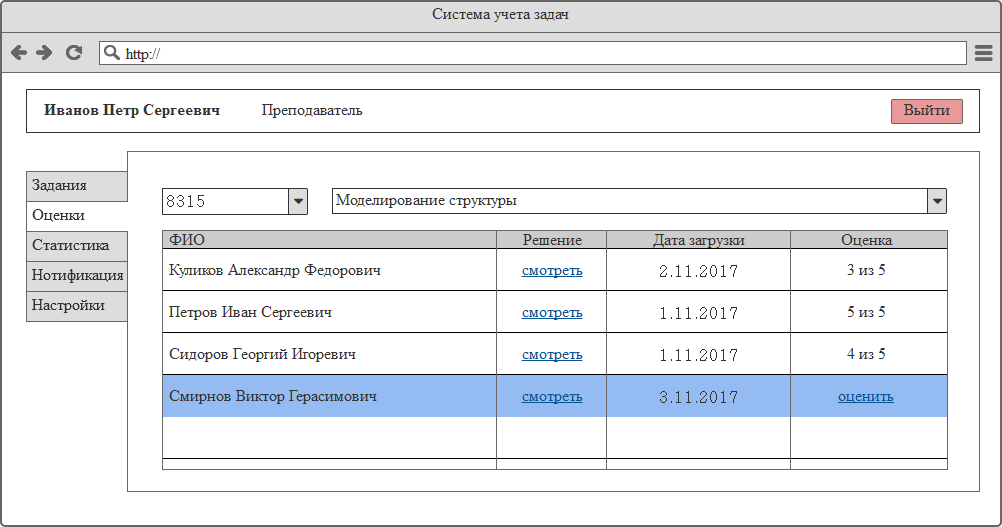 Система учета задач
http://
Иванов Петр Сергеевич Преподаватель Выйти
Задания
Оценки
Статистика
Нотификация
Настройки
8315 Моделирование структуры
ФИО Решение Дата загрузки Оценка
Куликов Александр Федорович смотреть 2.11.2017 3 из 5
Петров Иван Сергеевич смотреть 1.11.2017 5 из 5
Сидоров Георгий Игоревич смотреть 1.11.2017 4 из 5
Смирнов Виктор Герасимович смотреть 3.11.2017 оценить